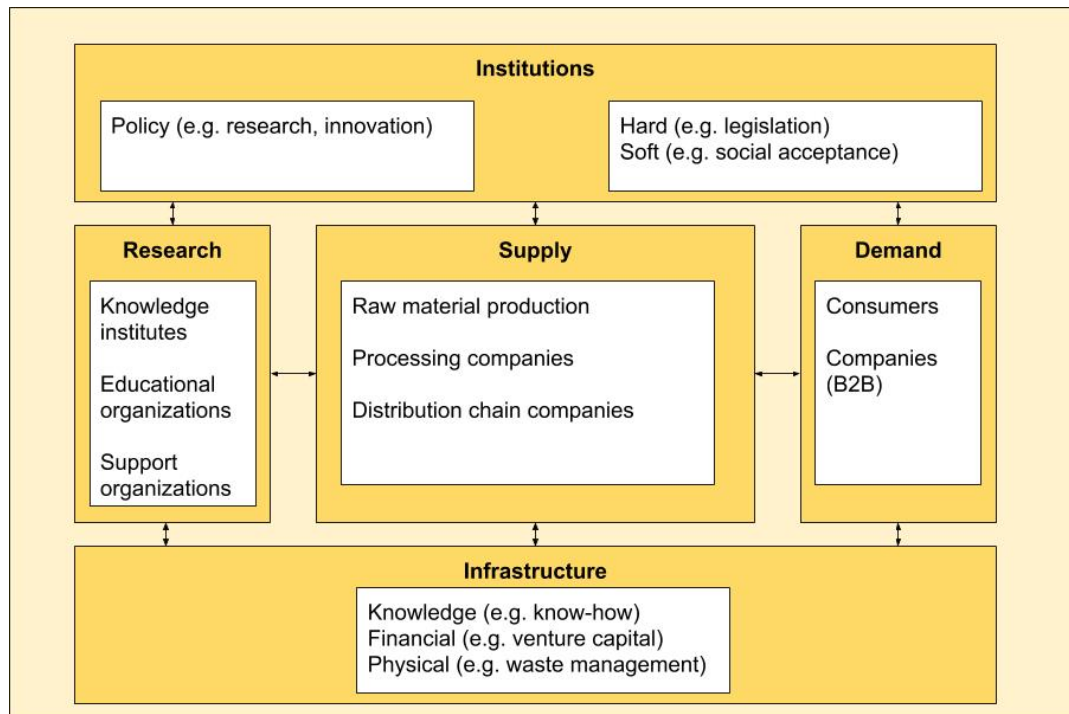 Institutions
Policy (e.g. research, innovation)
Hard (e.g. legislation)
Soft (e.g. social acceptance)
Research
Knowledge
institutes
Educational
organizations
Support
organizations
Supply
Raw material production
Processing companies
Distribution chain companies
Demand
Consumers
Companies
(B2B)
Infrastructure
Knowledge (e.g. know-how)
Financial (e.g. venture capital)
Physical (e.g. waste management)